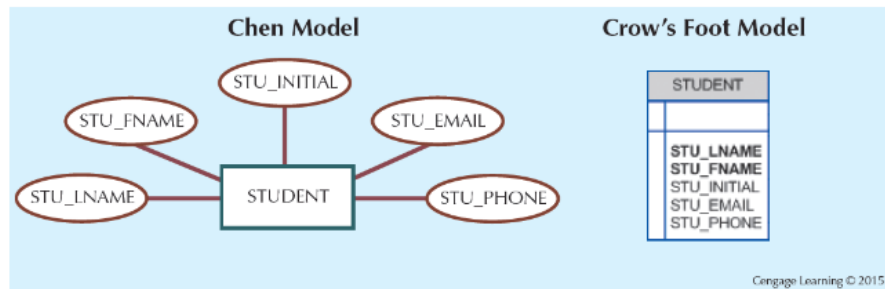 Chen Model
Crow's Foot Model
STU_INITIAL
STU_FNAME
STU_EMAIL
STU_LNAME
STUDENT
STU_PHONE
STUDENT
STU_LNAME
STU_FNAME
STU_INITIAL
STU_EMAIL
STU_PHONE
Cengage Learning © 2015